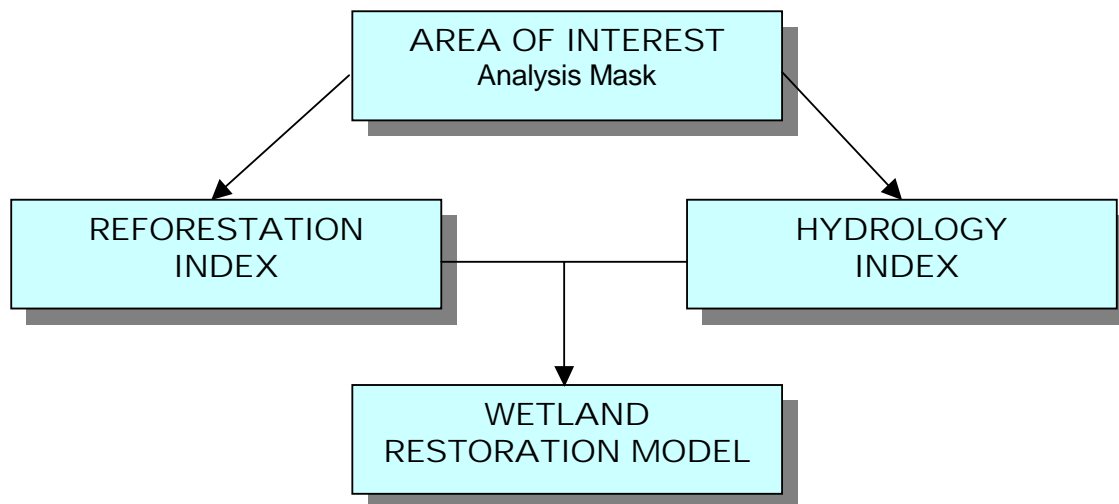 AREA OF INTEREST
Analysis Mask
REFORESTATION
INDEX
HYDROLOGY
INDEX
WETLAND
RESTORATION MODEL